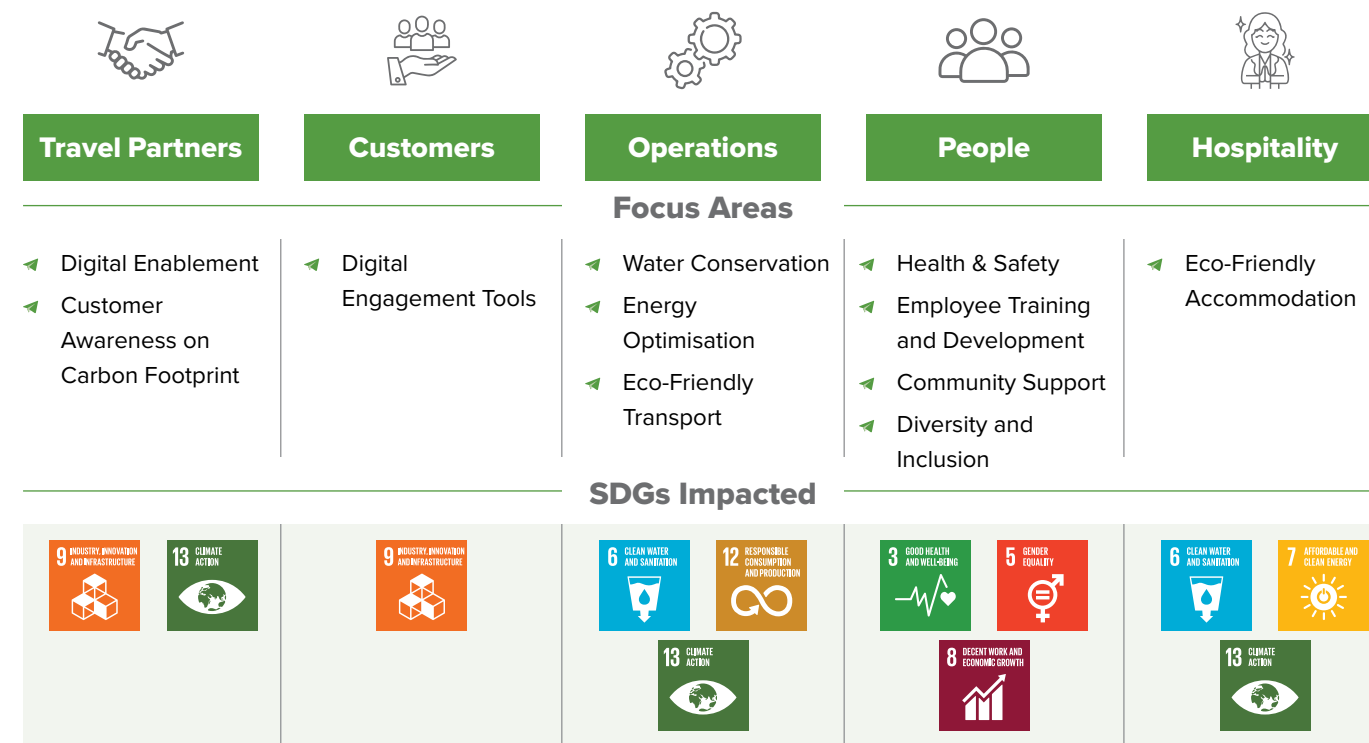 Travel Partners
Customers
Operations
People
Hospitality
Focus Areas
Digital Enablement
Customer
Awareness on
Carbon Footprint
Digital
Engagement Tools
Water Conservation
Energy
Optimisation
Eco-Friendly
Transport
Health & Safety
Employee Training
and Development
Community Support
Diversity and
Inclusion
Eco-Friendly
Accommodation
SDGs Impacted
9 INDUSTRY, INNOVATION
AND INFRASTRUCTURE
13 CLIMATE
ACTION
9 INDUSTRY, INNOVATION
AND INFRASTRUCTURE
6 CLEAN WATER
AND SANITATION
12 RESPONSIBLE
CONSUMPTION
AND PRODUCTION
13 CLIMATE
ACTION
3 GOOD HEALTH
AND WELL-BEING
5 GENDER
EQUALITY
8 DECENT WORK AND
ECONOMIC GROWTH
6 CLEAN WATER
AND SANITATION
7 AFFORDABLE AND
CLEAN ENERGY
13 CLIMATE
ACTION